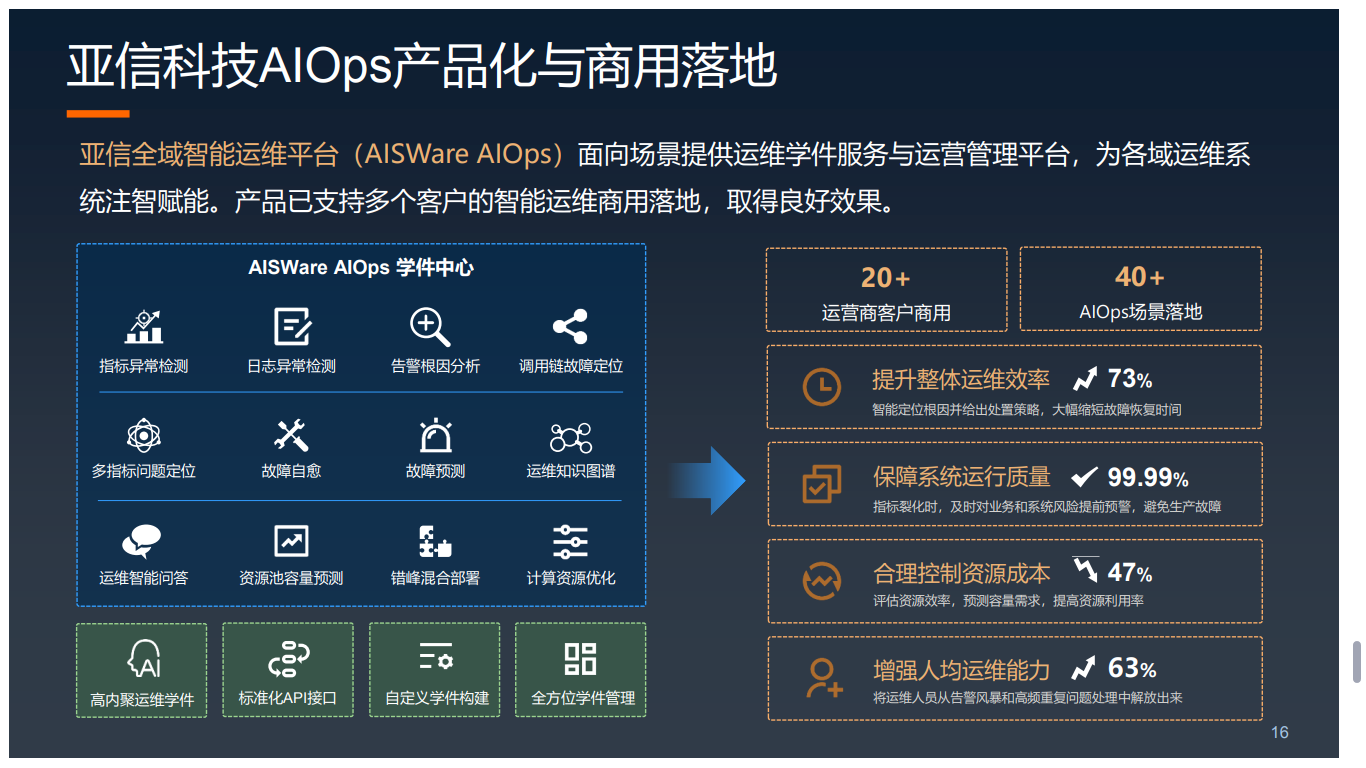 亚信科技AIOps产品化与商用落地
亚信全域智能运维平台（AISWare AIOps）面向场景提供运维学件服务与运营管理平台，为各域运维系
统注智赋能。产品已支持多个客户的智能运维商用落地，取得良好效果。
AISWare AIOps 学件中心
指标异常检测
日志异常检测
告警根因分析
调用链故障定位
多指标问题定位
故障自愈
故障预测
运维知识图谱
运维智能问答
资源池容量预测
错峰混合部署
计算资源优化
AI
高内聚运维学件
标准化API接口
自定义学件构建
全方位学件管理
20+
运营商客户商用
40+
AIOps场景落地
提升整体运维效率 73%
智能定位根因并给出处置策略，大幅缩短故障恢复时间
保障系统运行质量 99.99%
指标裂化时，及时对业务和系统风险提前预警，避免生产故障
合理控制资源成本 47%
评估资源效率，预测容量需求，提高资源利用率
增强人均运维能力 63%
将运维人员从告警风暴和高频重复问题处理中解放出来
16